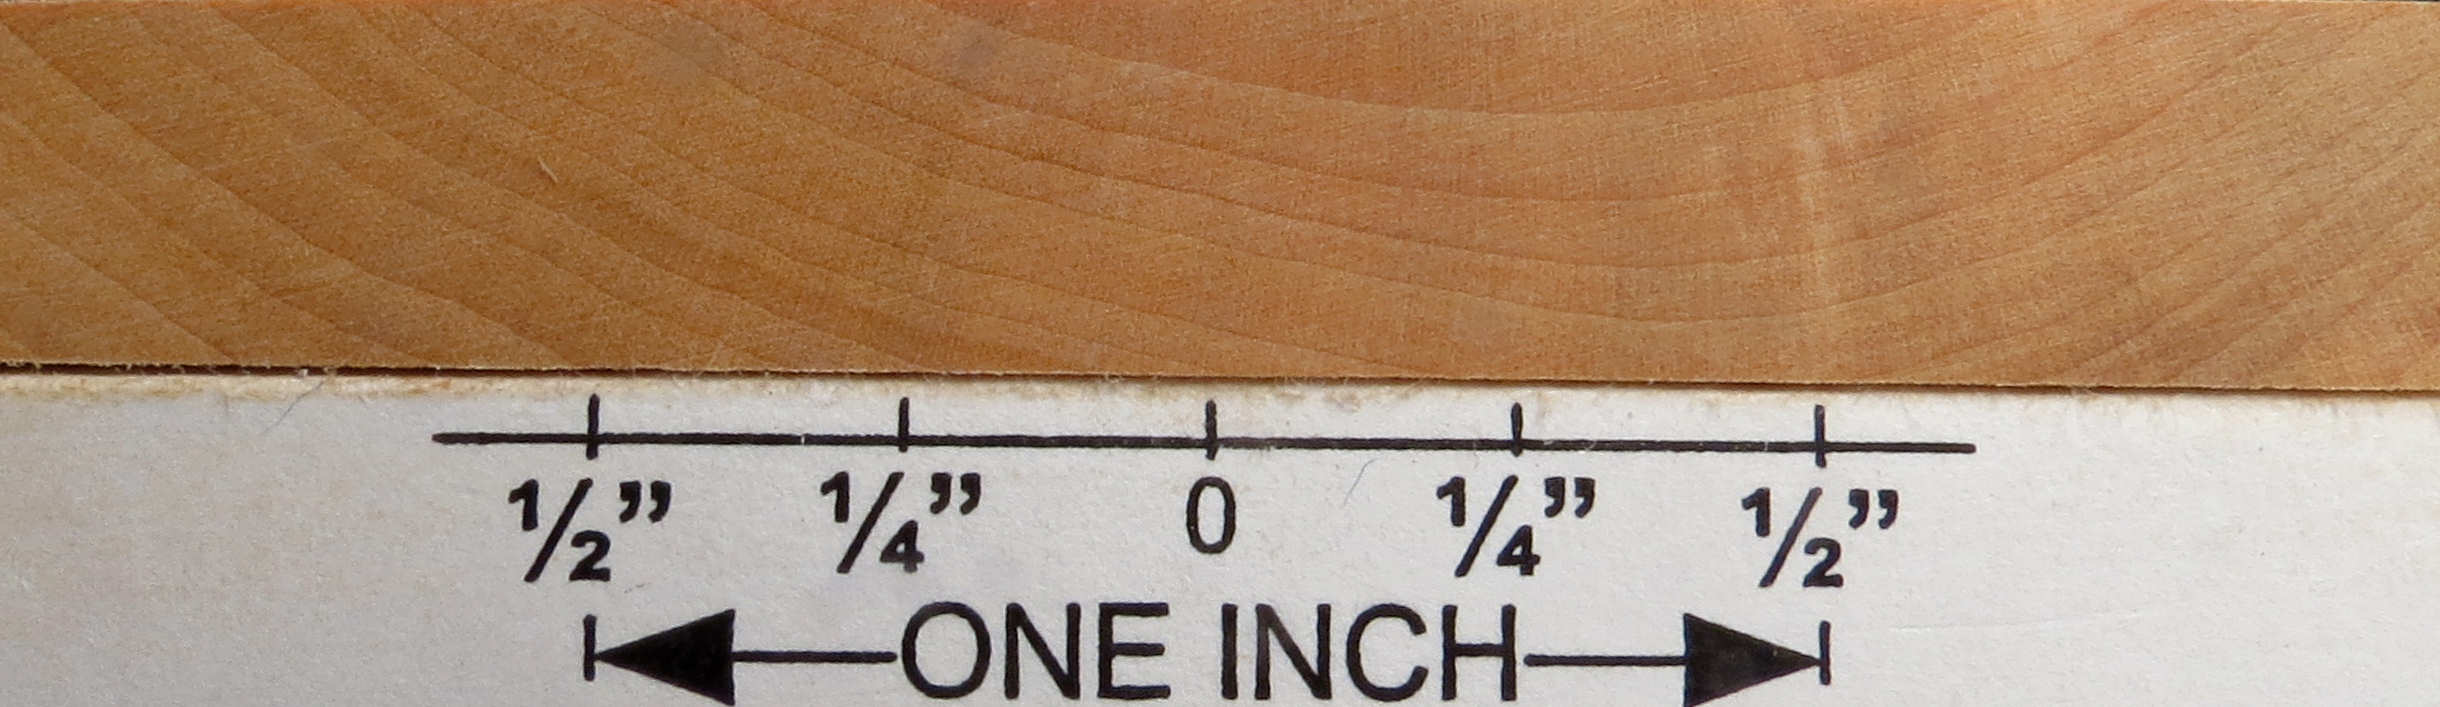 1/2” 1/4” 0 1/4” 1/2”
ONE INCH